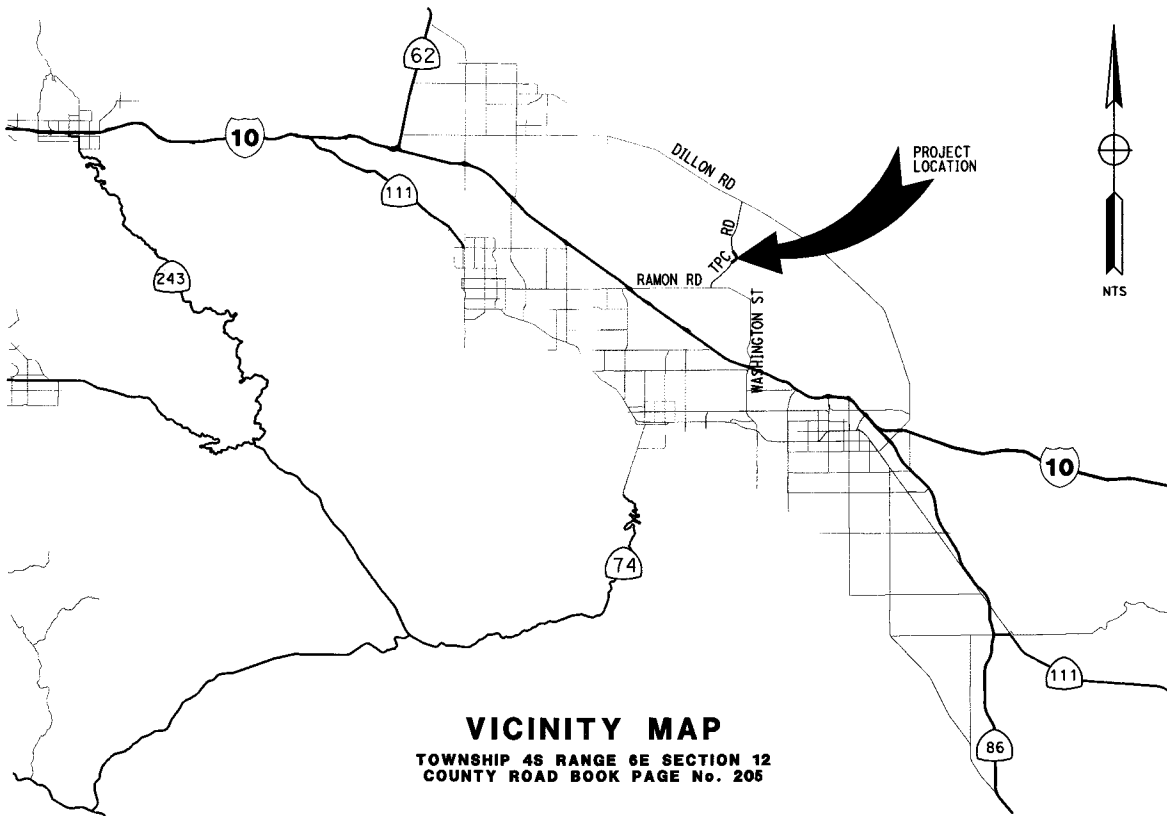 62
10
111
DILLON RD
PROJECT
LOCATION
TPC RD
243
RAMON RD
NTS
WASHINGTON ST
10
74
111
86
VICINITY MAP
TOWNSHIP 4S RANGE 6E SECTION 12
COUNTY ROAD BOOK PAGE No. 205